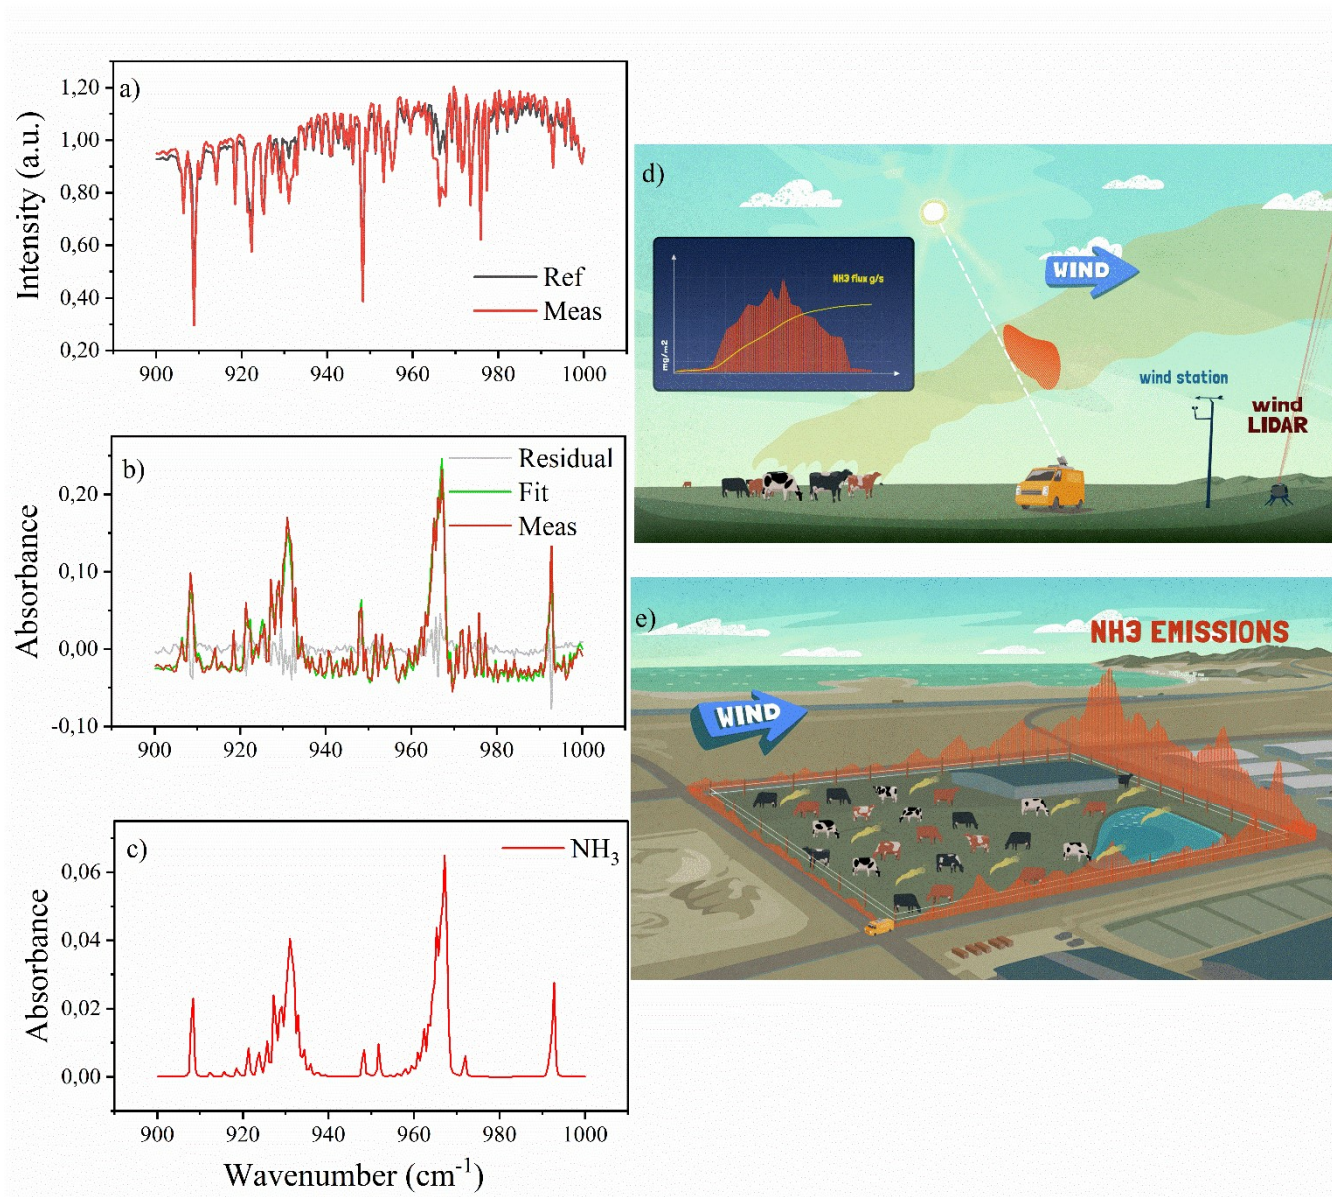 a)
Intensity (a.u.)
1,20
1,00
0,80
0,60
0,40
0,20
Ref
Meas
900
920
940
960
980
1000
b)
Absorbance
0,20
0,10
0,00
-0,10
Residual
Fit
Meas
900
920
940
960
980
1000
c)
Absorbance
0.06
0.04
0.02
0,00
NH₃
900
920
940
960
980
1000
Wavenumber (cm⁻¹)
d)
NH3 flux g/s
mg/m2
WIND
wind station
wind
LIDAR
e)
NH3 EMISSIONS
WIND